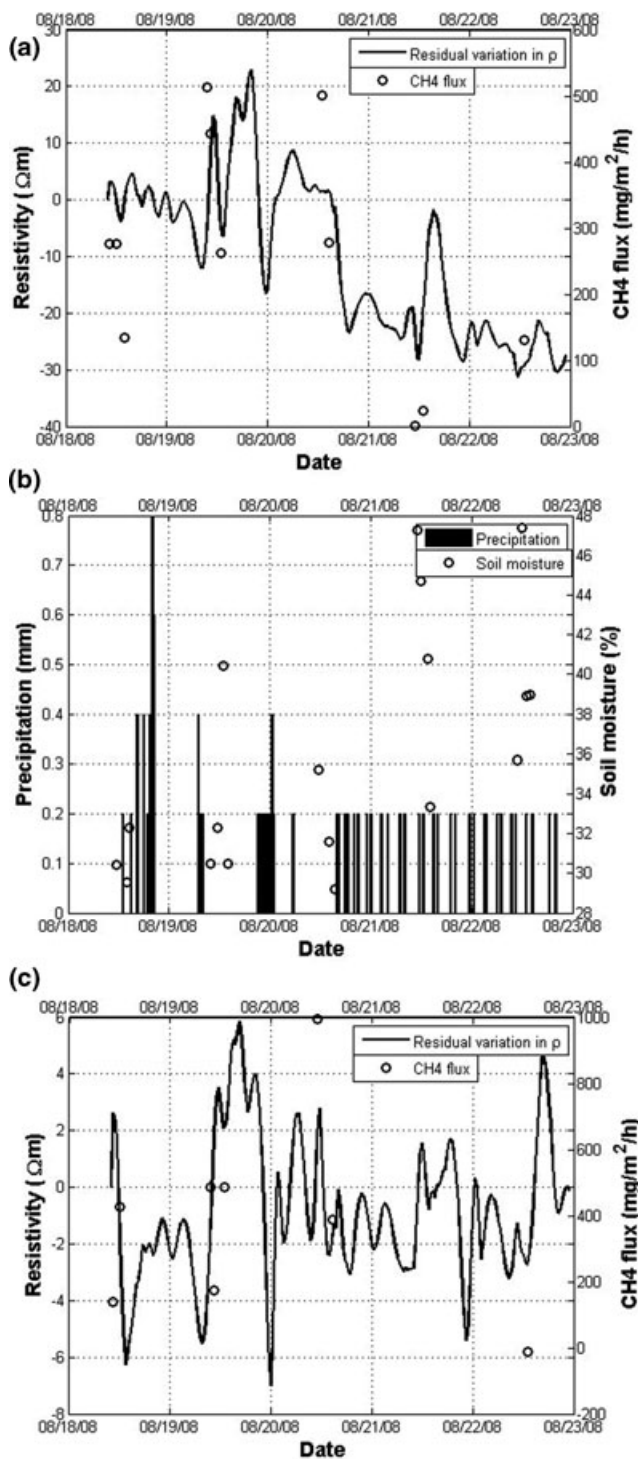 (a)
08/18/08 08/19/08 08/20/08 08/21/08 08/22/08 08/23/08
30 600
20 500
10 400
0
-10 300
-20 200
-30 100
-40 0
Resistivity ( Ωm)
CH4 flux (mg/m²/h)
Residual variation in ρ
CH4 flux
08/18/08 08/19/08 08/20/08 08/21/08 08/22/08 08/23/08
Date
(b)
08/18/08 08/19/08 08/20/08 08/21/08 08/22/08 08/23/08
0.8 48
0.7 46
0.6 44
0.5 42
0.4 40
0.3 38
0.2 36
0.1 33
0 32
30
28
Precipitation (mm)
Soil moisture (%)
Precipitation
Soil moisture
08/18/08 08/19/08 08/20/08 08/21/08 08/22/08 08/23/08
Date
(c)
08/18/08 08/19/08 08/20/08 08/21/08 08/22/08 08/23/08
6 1000
4 800
2 600
0 400
-2 200
-4 0
-6 -200
-8
Resistivity ( Ωm)
CH4 flux (mg/m²/h)
Residual variation in ρ
CH4 flux
08/18/08 08/19/08 08/20/08 08/21/08 08/22/08 08/23/08
Date